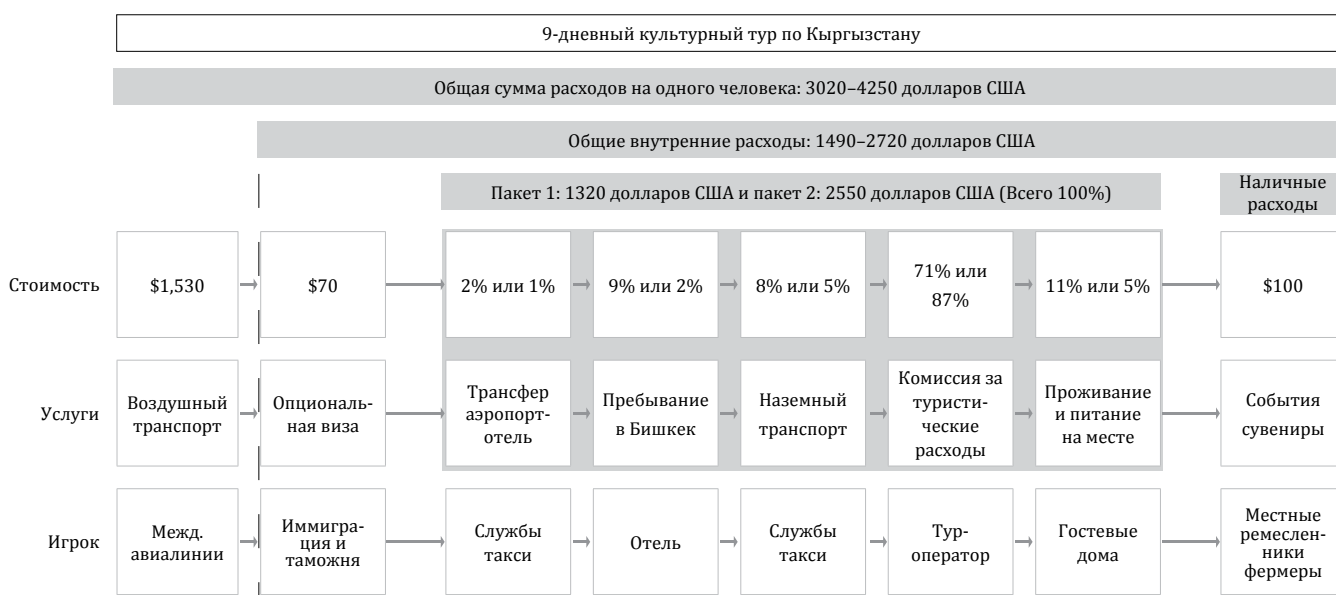 9-дневный культурный тур по Кыргызстану
Общая сумма расходов на одного человека: 3020–4250 долларов США
Общие внутренние расходы: 1490–2720 долларов США
Пакет 1: 1320 долларов США и пакет 2: 2550 долларов США (Всего 100%)
Наличные
расходы
Стоимость
$1,530
$70
2% или 1%
9% или 2%
8% или 5%
71% или
87%
11% или 5%
$100
Услуги
Воздушный
транспорт
Опциональ-
ная виза
Трансфер
аэропорт-
отель
Пребывание
в Бишкек
Наземный
транспорт
Комиссия за
туристи-
ческие
расходы
Проживание
и питание
на месте
События
сувениры
Игрок
Межд.
авиалинии
Иммигра-
ция и
таможня
Службы
такси
Отель
Службы
такси
Тур-
оператор
Гостевые
дома
Местные
ремеслен-
ники
фермеры